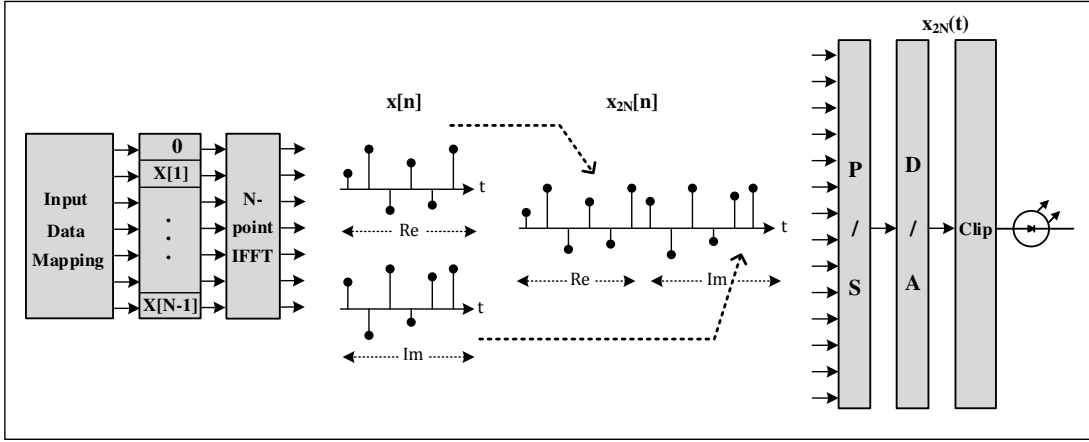 Input
Data
Mapping
0
X[1]
X[N-1]
N-
point
IFFT
x[n]
t
Re
t
Im
x2N[n]
t
Re
Im
P
/
S
x2N(t)
D
/
A
Clip